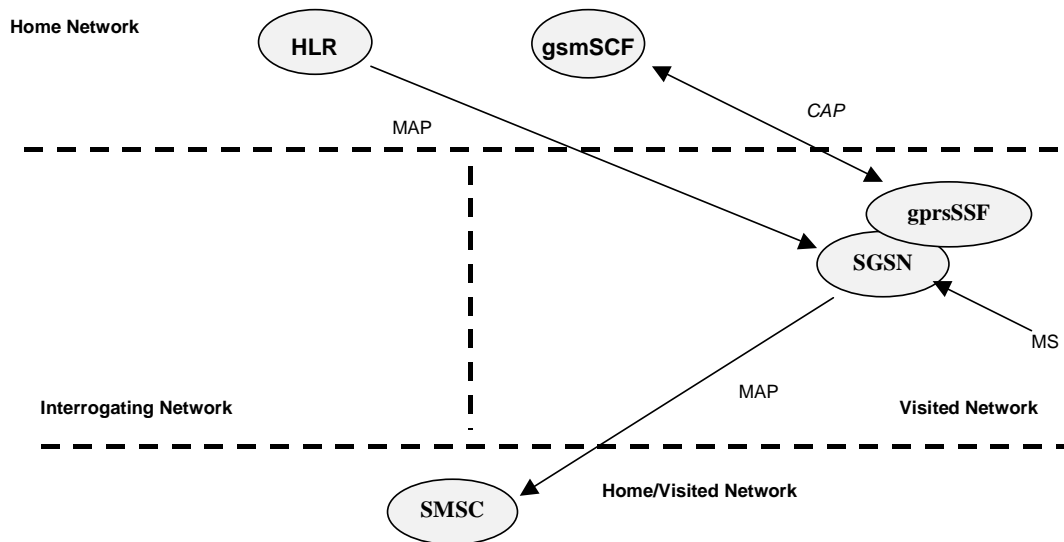 Home Network
HLR
gsmSCF
CAP
MAP
gprsSSF
SGSN
MS
MAP
Interrogating Network
Visited Network
Home/Visited Network
SMSC